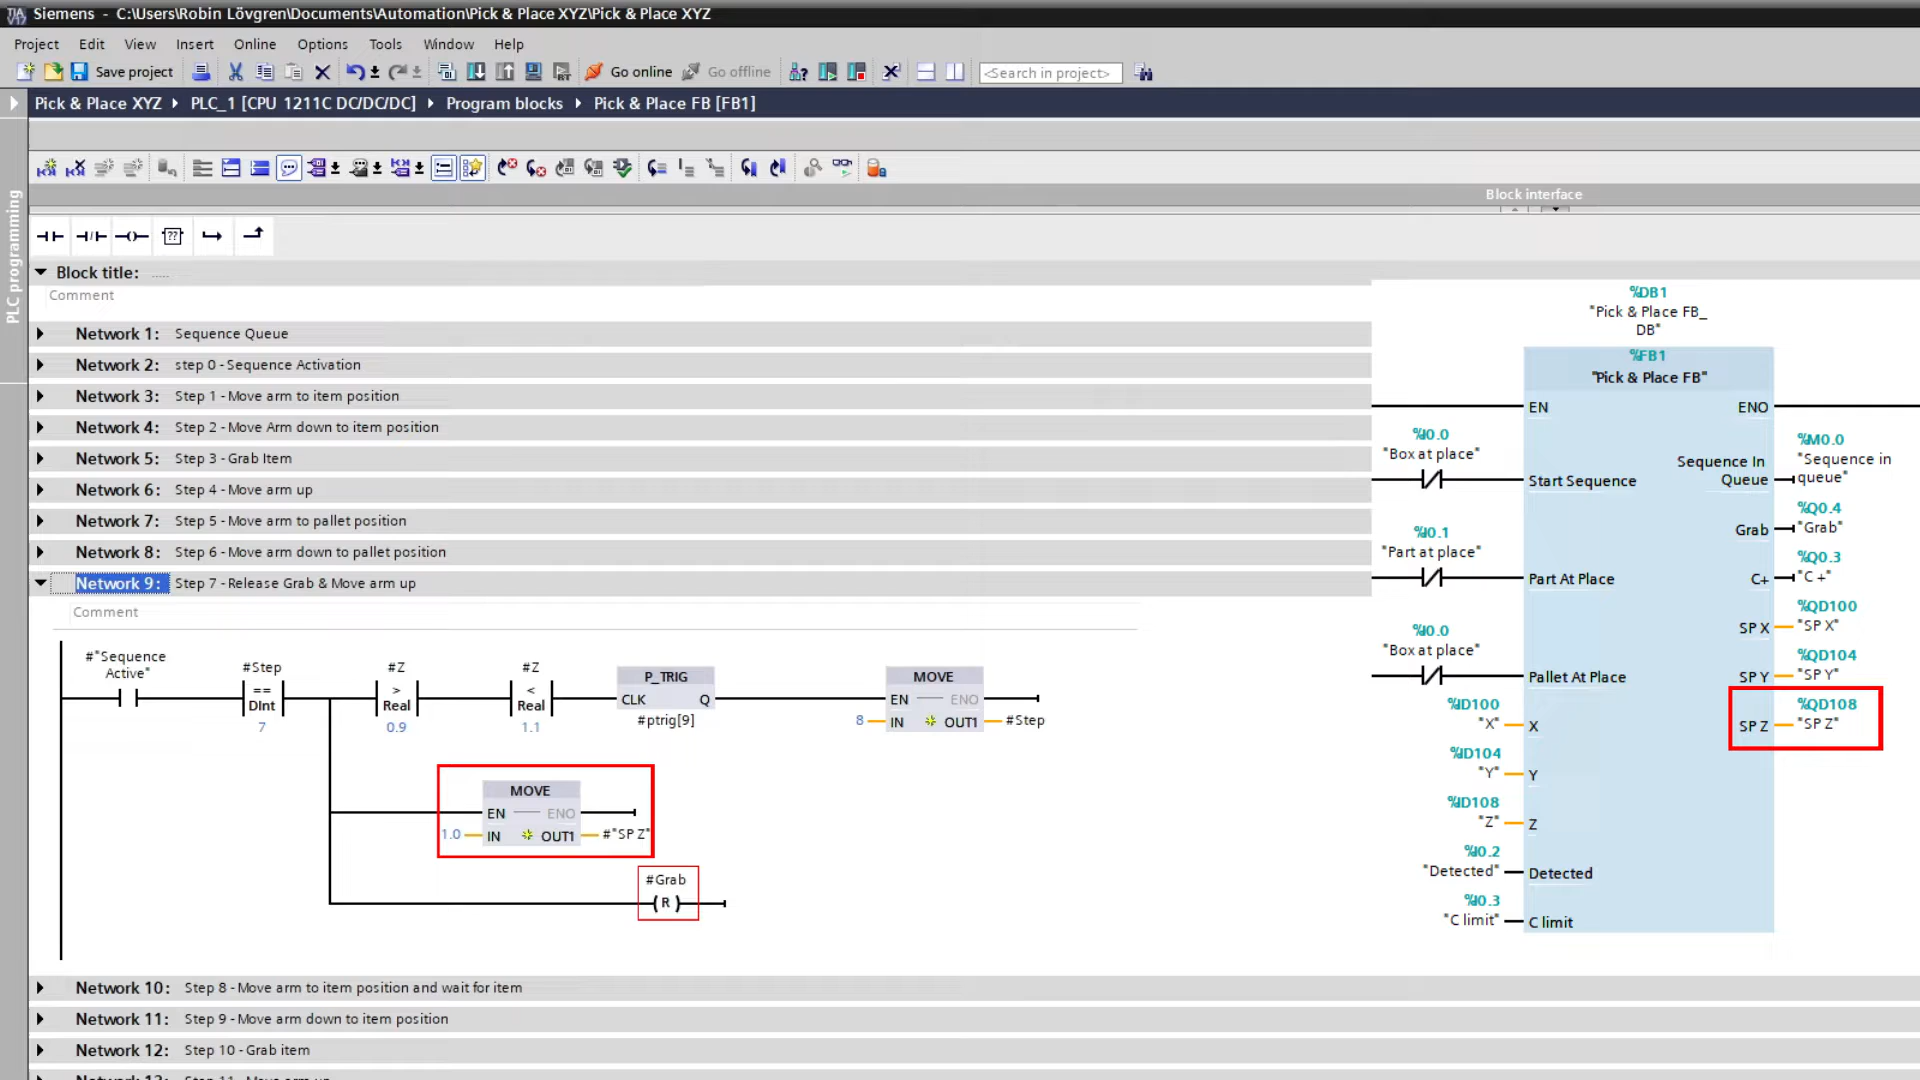 Siemens - C:\Users\Robin Lövgren\Documents\Automation\Pick & Place XYZ\Pick & Place XYZ
Project Edit View Insert Online Options Tools Window Help
Save project Go online Go offline <Search in project>
Pick & Place XYZ PLC_1 [CPU 1211C DC/DC/DC] Program blocks Pick & Place FB [FB1]
PLC programming
Block interface
??
Block title: .....
Comment
Network 1: Sequence Queue
Network 2: step 0 - Sequence Activation
Network 3: Step 1 - Move arm to item position
Network 4: Step 2 - Move Arm down to item position
Network 5: Step 3 - Grab Item
Network 6: Step 4 - Move arm up
Network 7: Step 5 - Move arm to pallet position
Network 8: Step 6 - Move arm down to pallet position
Network 9: Step 7 - Release Grab & Move arm up
Comment
#"Sequence
Active"
#Step
==
DInt
7
#Z
>
Real
0.9
#Z
<
Real
1.1
P_TRIG
CLK Q
#ptrig[9]
MOVE
EN ENO
8 IN OUT1 #Step
MOVE
EN ENO
1.0 IN OUT1 #"SP Z"
#Grab
(R)
Network 10: Step 8 - Move arm to item position and wait for item
Network 11: Step 9 - Move arm down to item position
Network 12: Step 10 - Grab item
%DB1
"Pick & Place FB_
DB"
%FB1
"Pick & Place FB"
EN ENO
%I0.0
"Box at place"
Start Sequence
%I0.1
"Part at place"
Part At Place
%I0.0
"Box at place"
Pallet At Place
%ID100
"X" X
%ID104
"Y" Y
%ID108
"Z" Z
%I0.2
"Detected" Detected
%I0.3
"C limit" C limit
Sequence In
Queue
%M0.0
"Sequence in
queue"
%Q0.4
Grab "Grab"
%Q0.3
C+ "C +"
%QD100
SP X "SP X"
%QD104
SP Y "SP Y"
%QD108
SP Z "SP Z"